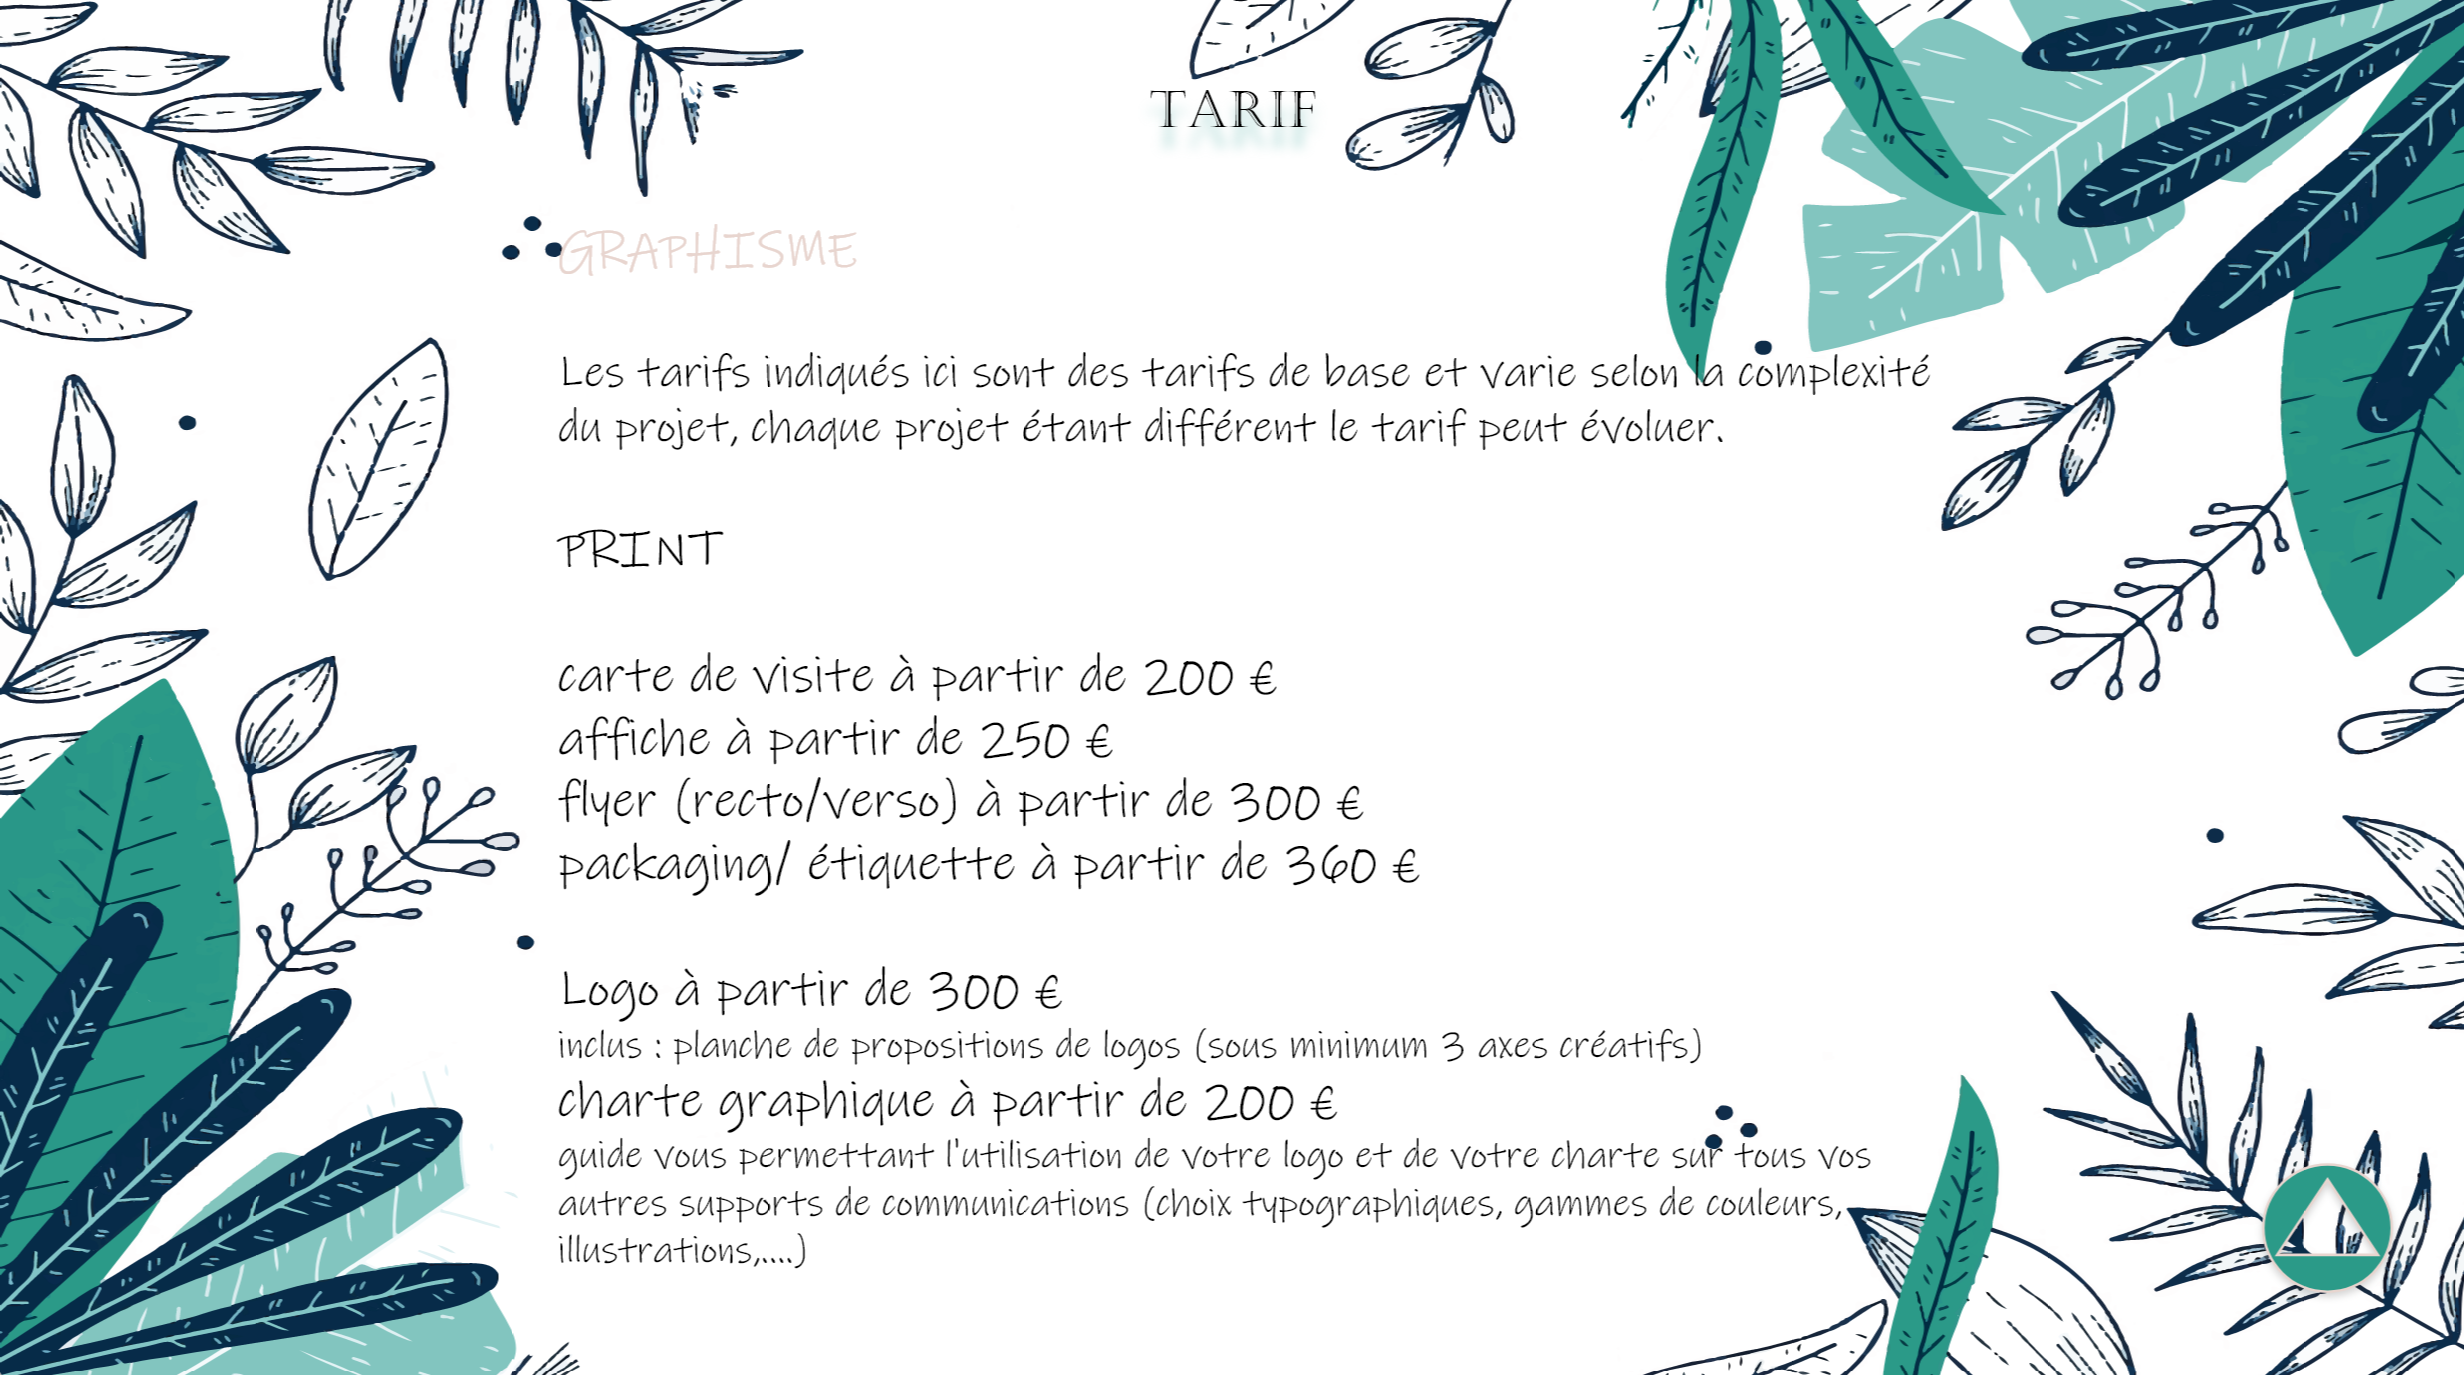 TARIF
GRAPHISME
Les tarifs indiqués ici sont des tarifs de base et varie selon la complexité
du projet, chaque projet étant différent le tarif peut évoluer.
PRINT
carte de visite à partir de 200 €
affiche à partir de 250 €
flyer (recto/verso) à partir de 300 €
packaging/ étiquette à partir de 360 €
Logo à partir de 300 €
inclus : planche de propositions de logos (sous minimum 3 axes créatifs)
charte graphique à partir de 200 €
guide vous permettant l'utilisation de votre logo et de votre charte sur tous vos
autres supports de communications (choix typographiques, gammes de couleurs,
illustrations,....)